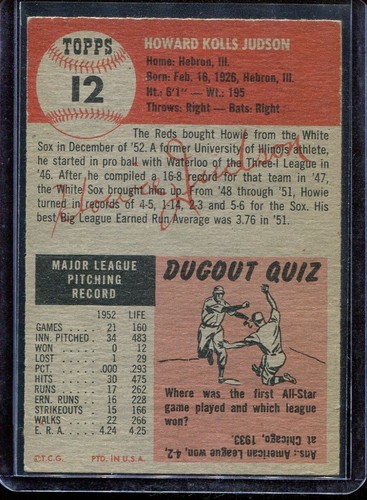 TOPPS
12
HOWARD KOLLS JUDSON
Home: Hebron, Ill.
Born: Feb. 16, 1926, Hebron, Ill.
Ht.: 6'1" — Wt.: 195
Throws: Right — Bats: Right
The Reds bought Howie from the White
Sox in December of '52. A former University of Illinois athlete,
he started in pro ball with Waterloo of the Three-I League in
'46. After he compiled a 16-8 record for that team in '47,
the White Sox brought him up. From '48 through '51, Howie
turned in records of 4-5, 1-14, 2-3 and 5-6 for the Sox. His
best Big League Earned Run Average was 3.76 in '51.
Howie Judson
MAJOR LEAGUE
PITCHING
RECORD
1952 LIFE
GAMES 21 160
INN. PITCHED 34 483
WON 0 12
LOST 1 29
PCT. .000 .293
HITS 30 475
RUNS 17 262
ERN. RUNS 16 228
STRIKEOUTS 15 166
WALKS 22 266
E. R. A. 4.24 4.25
©T.C.G. PTD. IN U.S.A.
DUGOUT QUIZ
Where was the first All-Star
game played and which league
won?
Ans.: American League won, 4-2,
at Chicago, 1933.